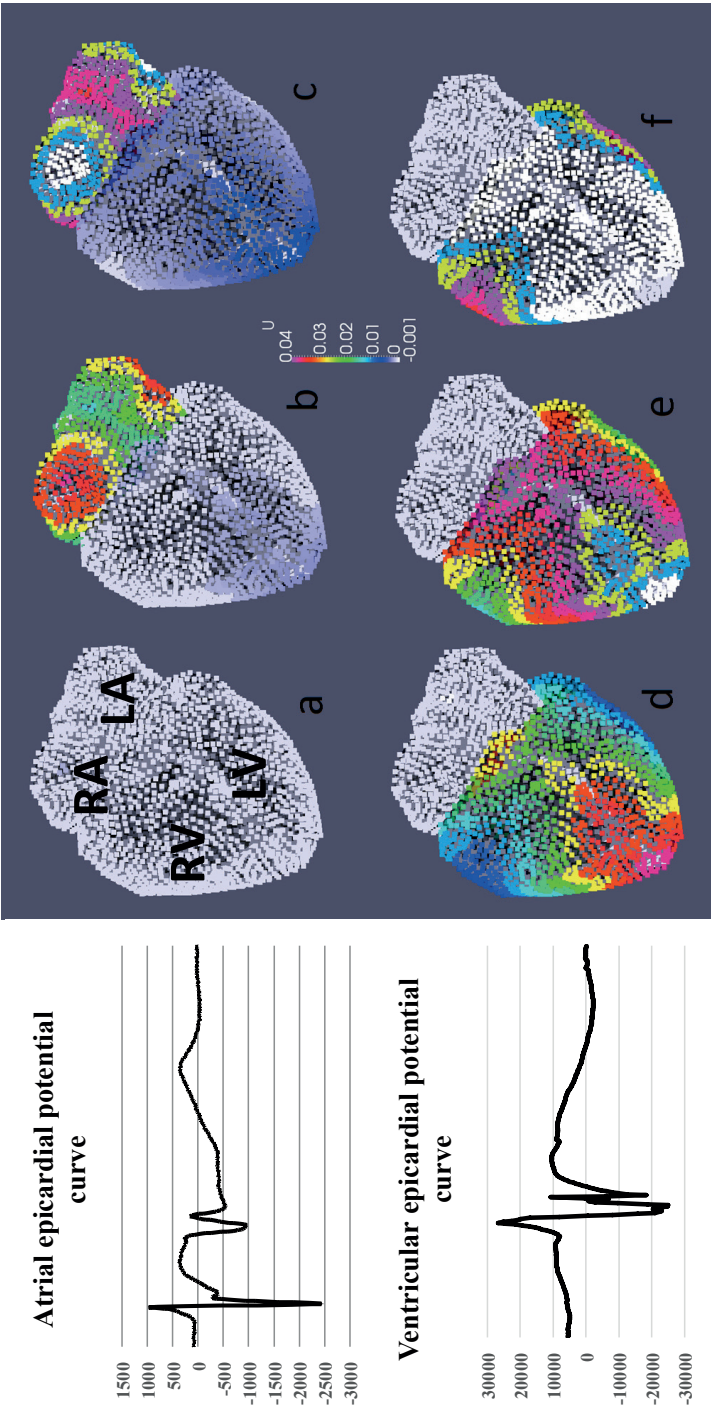 Atrial epicardial potential
curve
1500
1000
500
0
-500
-1000
-1500
-2000
-2500
-3000
Ventricular epicardial potential
curve
30000
20000
10000
0
-10000
-20000
-30000
RA
LA
RV
LV
a
b
c
U
0.04
0.03
0.02
0.01
0
-0.001
d
e
f